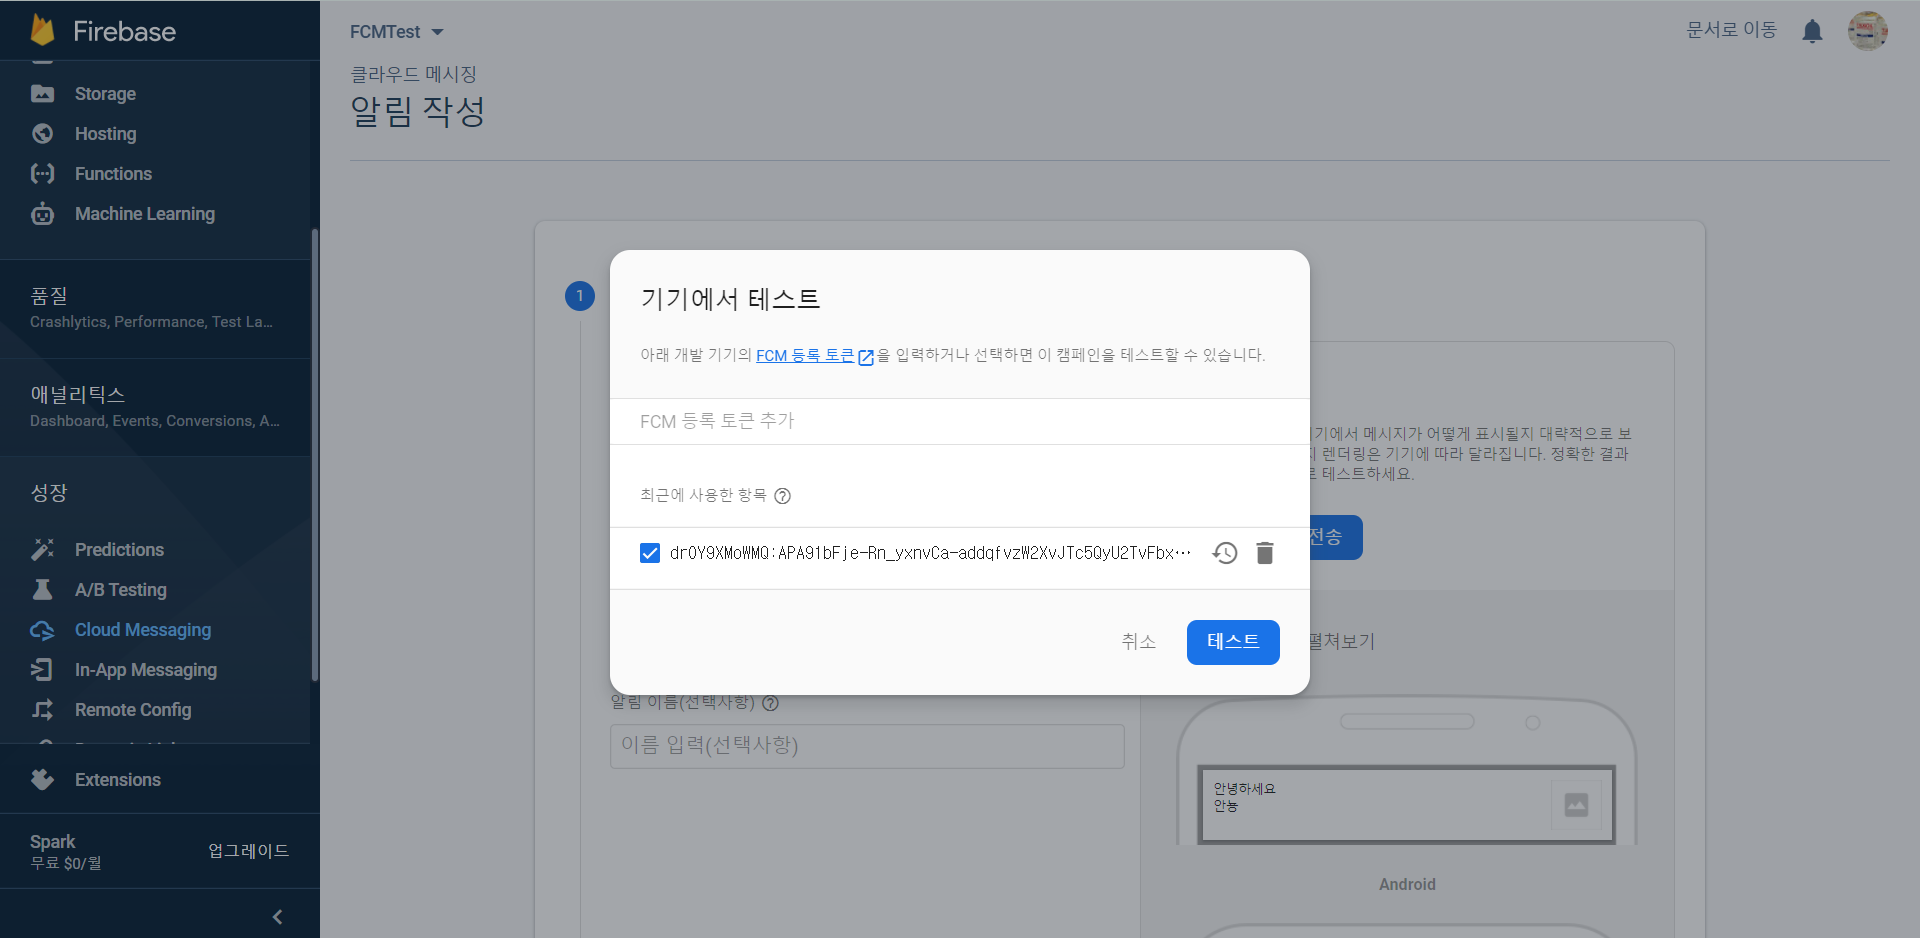 Firebase
Storage
Hosting
Functions
Machine Learning
품질
Crashlytics, Performance, Test La...
애널리틱스
Dashboard, Events, Conversions, A...
성장
Predictions
A/B Testing
Cloud Messaging
In-App Messaging
Remote Config
Extensions
Spark
무료 $0/월
업그레이드
FCMTest
문서로 이동
클라우드 메시징
알림 작성
1
기기에서 테스트
아래 개발 기기의 FCM 등록 토큰을 입력하거나 선택하면 이 캠페인을 테스트할 수 있습니다.
FCM 등록 토큰 추가
최근에 사용한 항목
drOY9XMoWMQ:APA91bFje-Rn_yxnvCa-addqfvzW2XvJTc5QyU2TvFbx...
취소
테스트
기에서 메시지가 어떻게 표시될지 대략적으로 보
렌더링은 기기에 따라 달라집니다. 정확한 결과
테스트하세요.
전송
펼쳐보기
알림 이름(선택사항)
이름 입력(선택사항)
안녕하세요
안뇽
Android